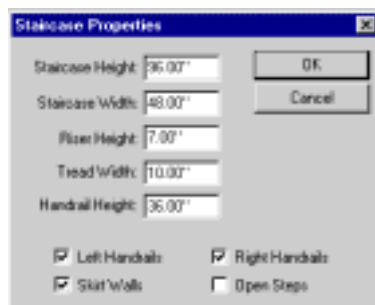 Staircase Properties
Staircase Height: 96.00"
OK
Staircase Width: 48.00"
Cancel
Riser Height: 7.00"
Tread Width: 10.00"
Handrail Height: 36.00"
Left Handrails
Right Handrails
Skirt Walls
Open Steps